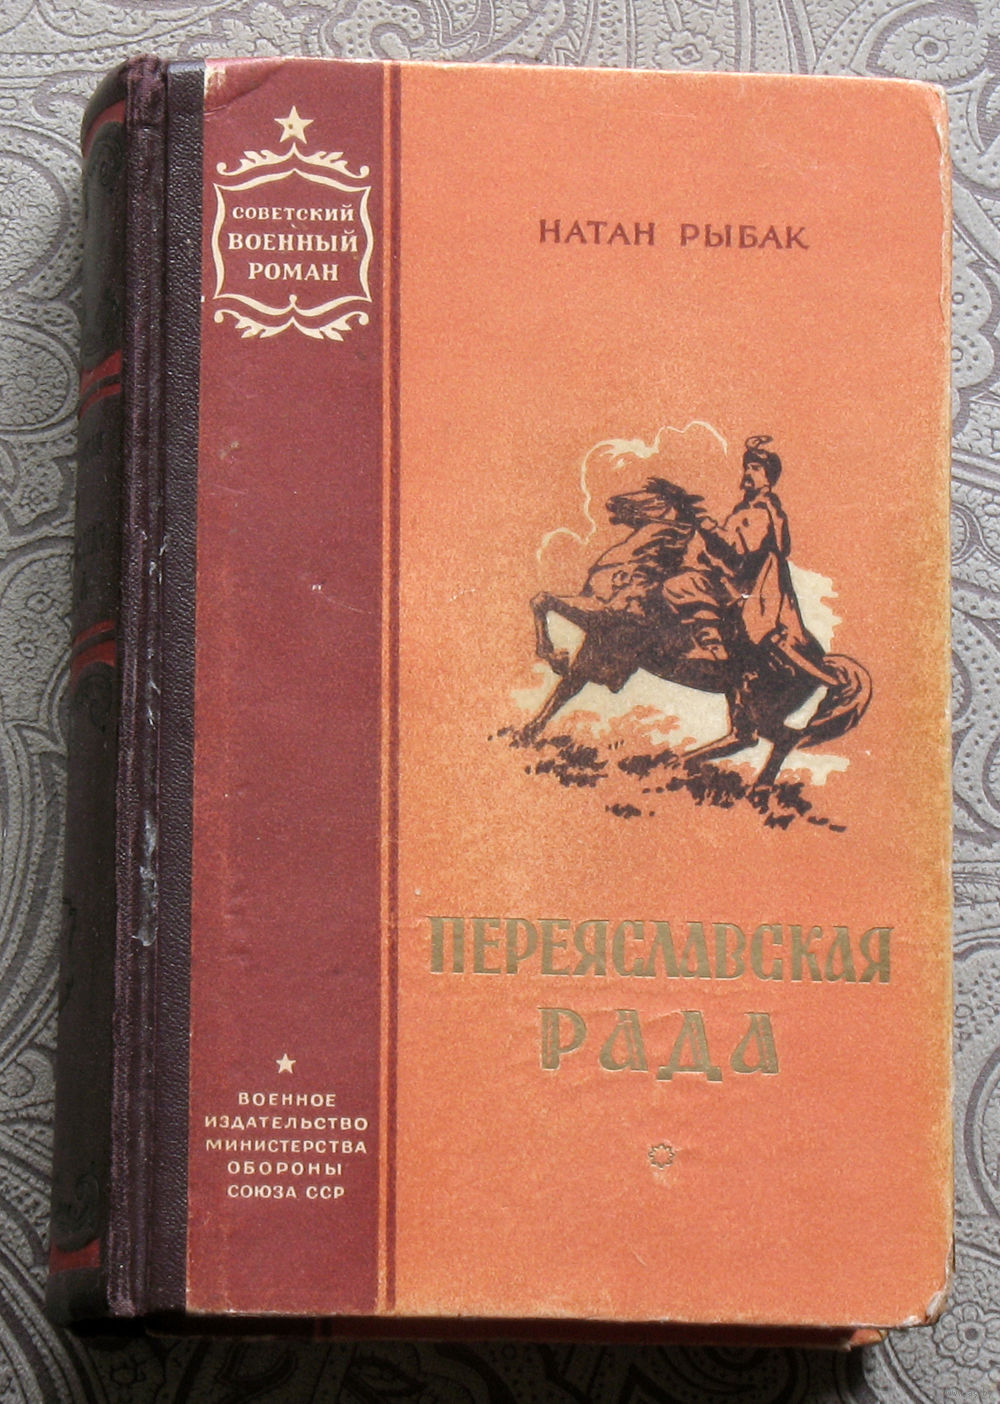 СОВЕТСКИЙ
ВОЕННЫЙ
РОМАН
НАТАН РЫБАК
ПЕРЕЯСЛАВСКАЯ
РАДА
ВОЕННОЕ
ИЗДАТЕЛЬСТВО
МИНИСТЕРСТВА
ОБОРОНЫ
СОЮЗА ССР